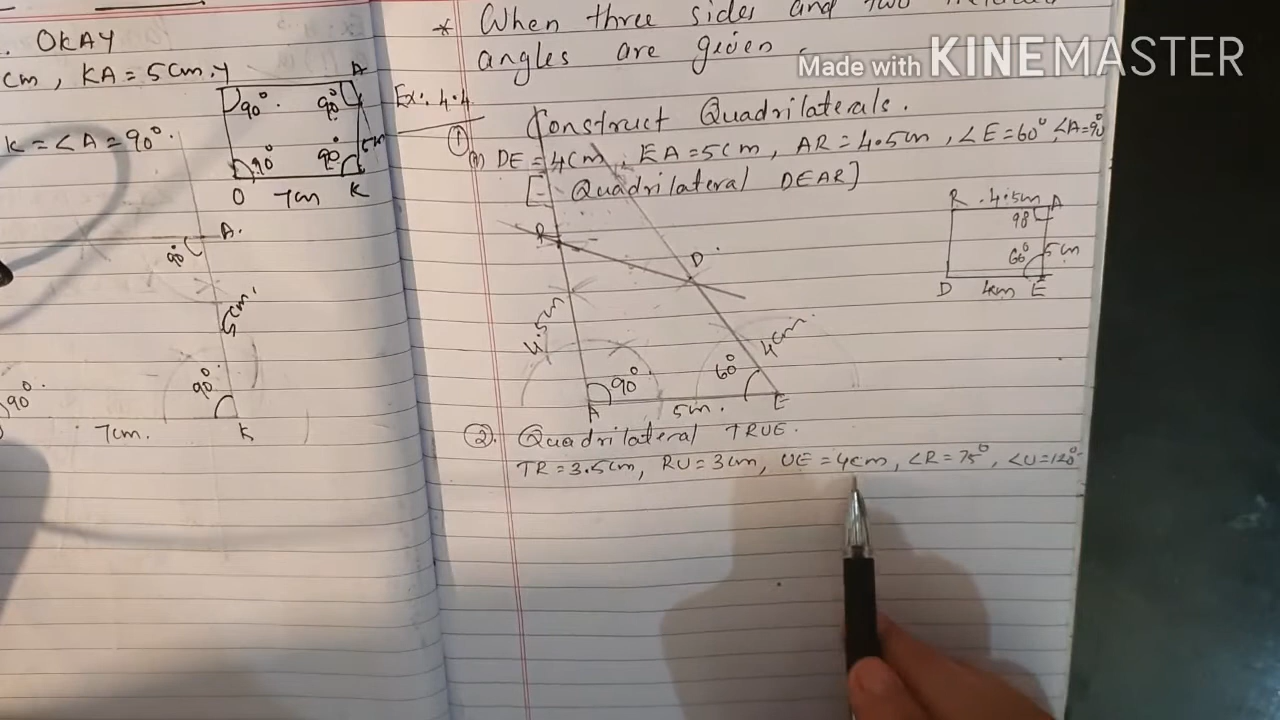 . OKAY
cm, KA = 5cm, Y
K = ∠A = 90°.
A
90°.
90°
cm
90°
90°
O 7cm K
A.
90°
5cm.
90°
90°.
7cm. K
* When three sides and two included
angles are given.
Made with KINEMASTER
Ex: 4.4
Construct Quadrilaterals.
① (i) DE = 4cm, EA = 5cm, AR = 4.5cm, ∠E = 60° ∠A = 90°
[- Quadrilateral DEAR]
R . 4.5cm A
60° 5cm
D 4cm E
R
D.
4.5cm
4cm.
90°
60°
A 5cm. E
②. Quadrilateral TRUE.
TR = 3.5cm, RU = 3cm, UE = 4cm, ∠R = 75°, ∠U = 120°